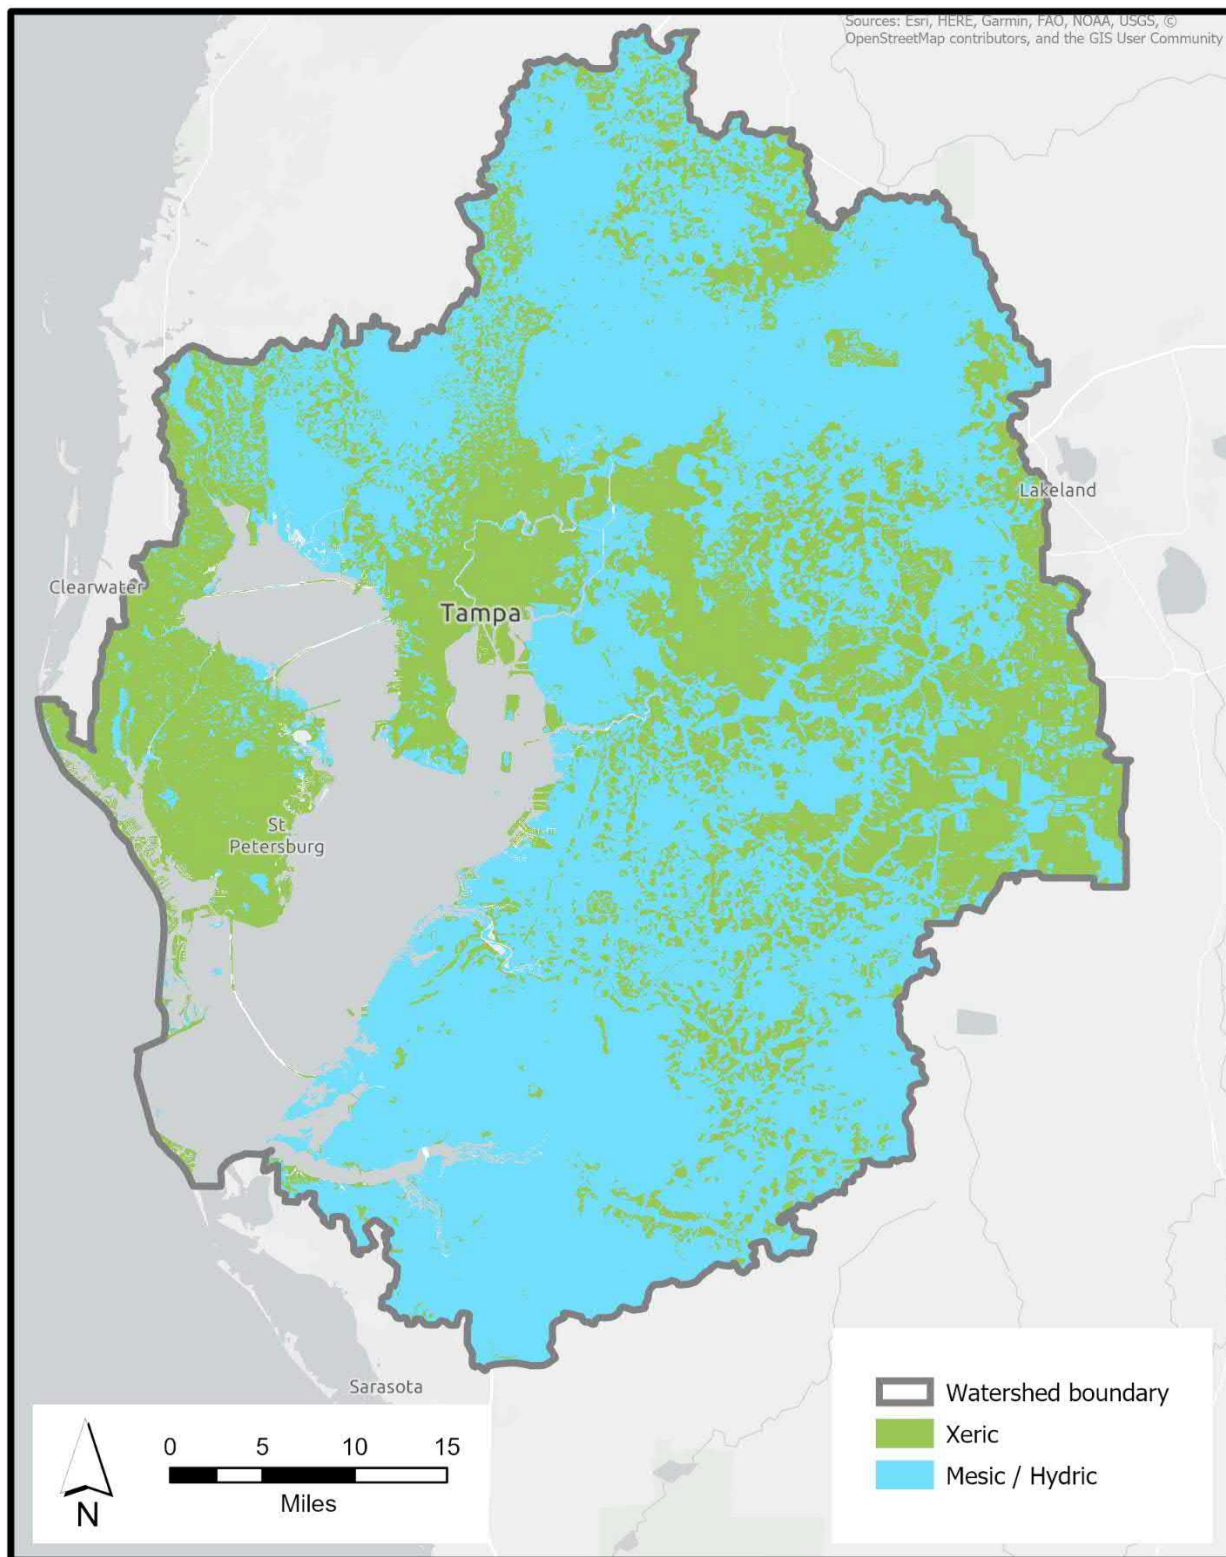 Sources: Esri, HERE, Garmin, FAO, NOAA, USGS, ©
OpenStreetMap contributors, and the GIS User Community
Lakeland
Clearwater
Tampa
St
Petersburg
Sarasota
0 5 10 15
Miles
N
Watershed boundary
Xeric
Mesic / Hydric